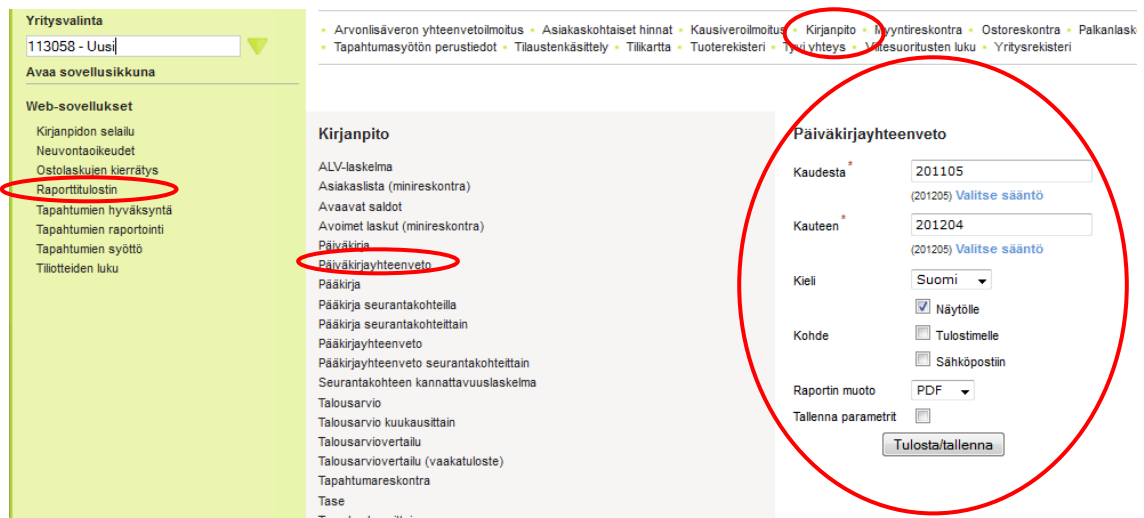 Yritysvalinta
113058 - Uusi
Avaa sovellusikkuna
Web-sovellukset
Kirjanpidon selailu
Neuvontaoikeudet
Ostolaskujen kierrätys
Raporttitulostin
Tapahtumien hyväksyntä
Tapahtumien raportointi
Tapahtumien syöttö
Tiliotteiden luku
Arvonlisäveron yhteenvetoilmoitus Asiakaskohtaiset hinnat Kausiveroilmoitus Kirjanpito Myyntireskontra Ostoreskontra Palkanlask
Tapahtumasyötön perustiedot Tilaustenkäsittely Tilikartta Tuoterekisteri Tyvi yhteys Viitesuoritusten luku Yritysrekisteri
Kirjanpito
ALV-laskelma
Asiakaslista (minireskontra)
Avaavat saldot
Avoimet laskut (minireskontra)
Päiväkirja
Päiväkirjayhteenveto
Pääkirja
Pääkirja seurantakohteilla
Pääkirja seurantakohteittain
Pääkirjayhteenveto
Pääkirjayhteenveto seurantakohteittain
Seurantakohteen kannattavuuslaskelma
Talousarvio
Talousarvio kuukausittain
Talousarviovertailu
Talousarviovertailu (vaakatuloste)
Tapahtumareskontra
Tase
Päiväkirjayhteenveto
Kaudesta * 201105
(201205) Valitse sääntö
Kauteen * 201204
(201205) Valitse sääntö
Kieli Suomi
Näytölle
Kohde Tulostimelle
Sähköpostiin
Raportin muoto PDF
Tallenna parametrit
Tulosta/tallenna